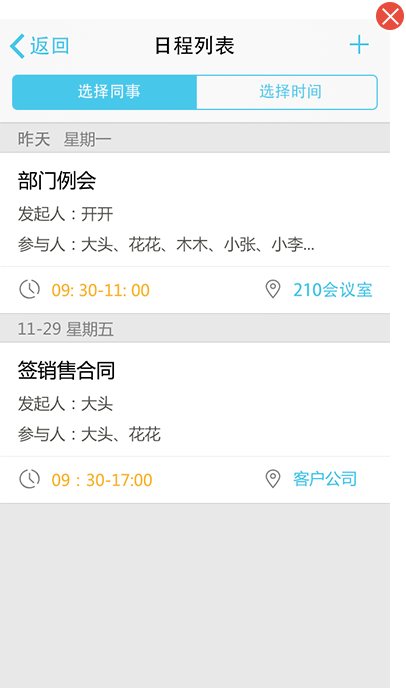 返回 日程列表
选择同事 选择时间
昨天 星期一
部门例会
发起人：开开
参与人：大头、花花、木木、小张、小李...
09: 30-11: 00 210会议室
11-29 星期五
签销售合同
发起人：大头
参与人：大头、花花
09：30-17:00 客户公司